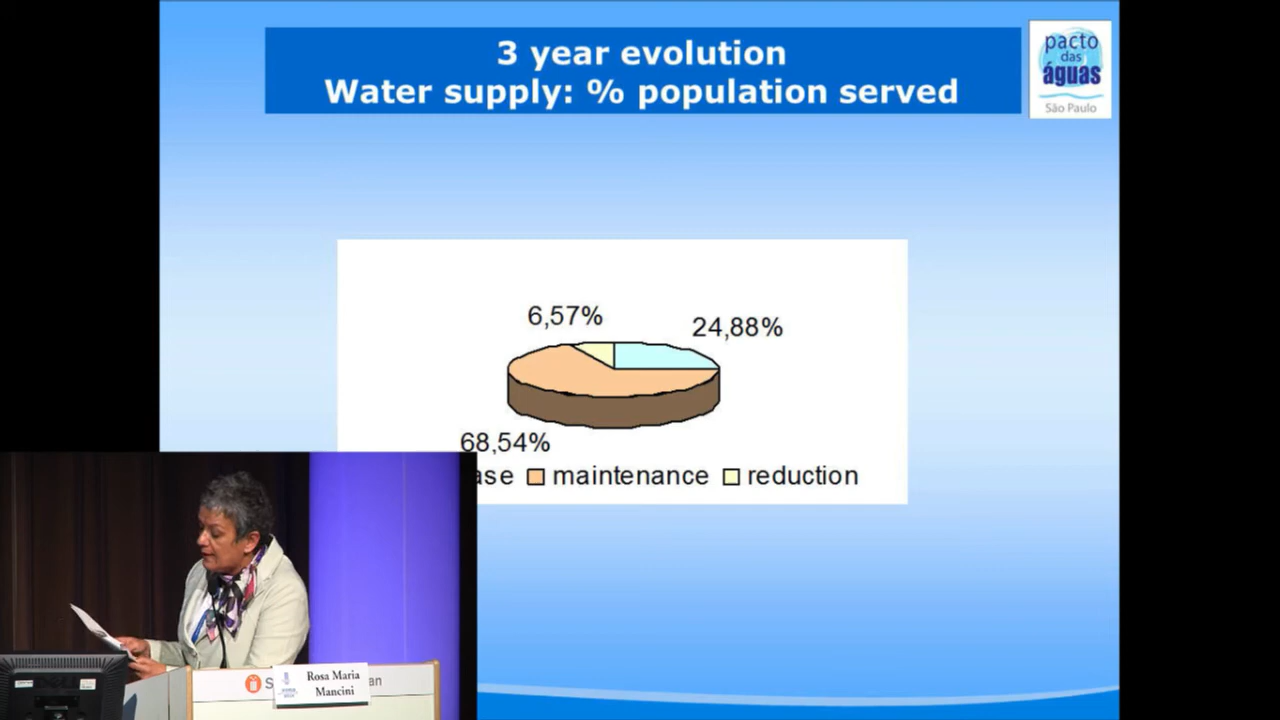 3 year evolution
Water supply: % population served
pacto
das
águas
São Paulo
6,57%
24,88%
68,54%
ase maintenance reduction
Rosa Maria
Mancini